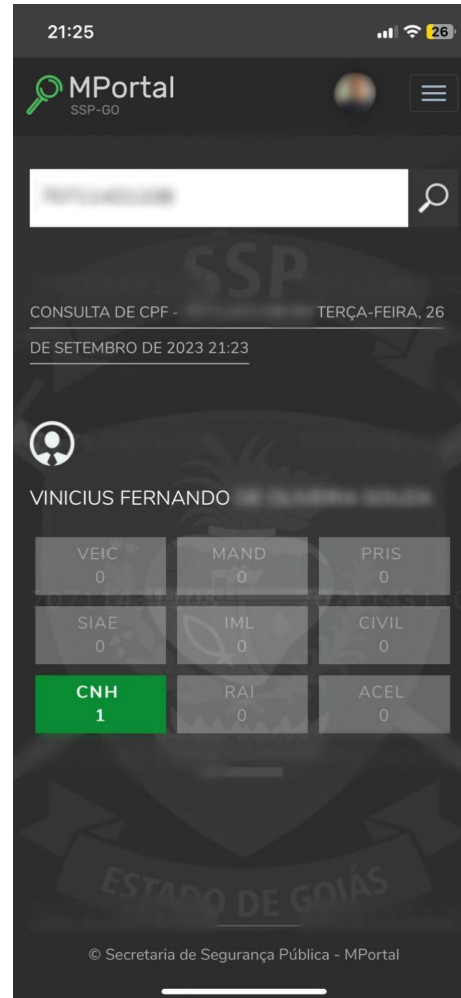 21:25
26
MPortal
SSP-GO
SSP
CONSULTA DE CPF - TERÇA-FEIRA, 26
DE SETEMBRO DE 2023 21:23
VINICIUS FERNANDO
VEIC
0
MAND
0
PRIS
0
SIAE
0
IML
0
CIVIL
0
CNH
1
RAI
0
ACEL
0
ESTADO DE GOIÁS
© Secretaria de Segurança Pública - MPortal